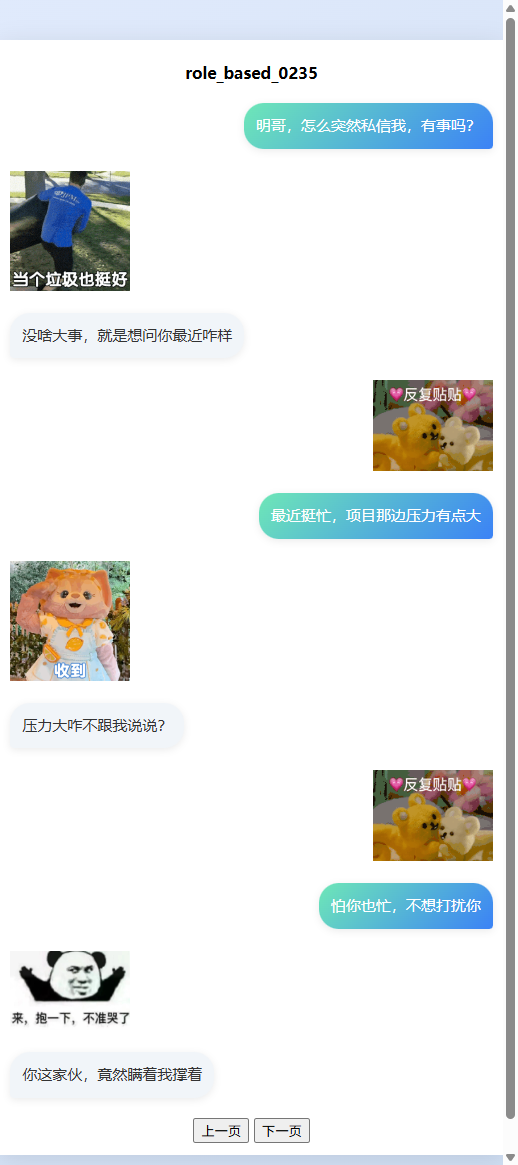 role_based_0235
明哥，怎么突然私信我，有事吗？
当个垃圾也挺好
没啥大事，就是想问你最近咋样
💗反复贴贴💗
最近挺忙，项目那边压力有点大
收到
压力大咋不跟我说说？
💗反复贴贴💗
怕你也忙，不想打扰你
来，抱一下，不准哭了
你这家伙，竟然瞒着我撑着
上一页 下一页